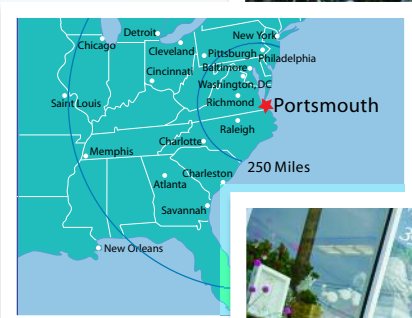 Detroit
New York
Chicago
Cleveland
Pittsburgh
Philadelphia
Baltimore
Cincinnati
Washington, DC
Saint Louis
Richmond
Portsmouth
Raleigh
Charlotte
Memphis
250 Miles
Charleston
Atlanta
Savannah
New Orleans